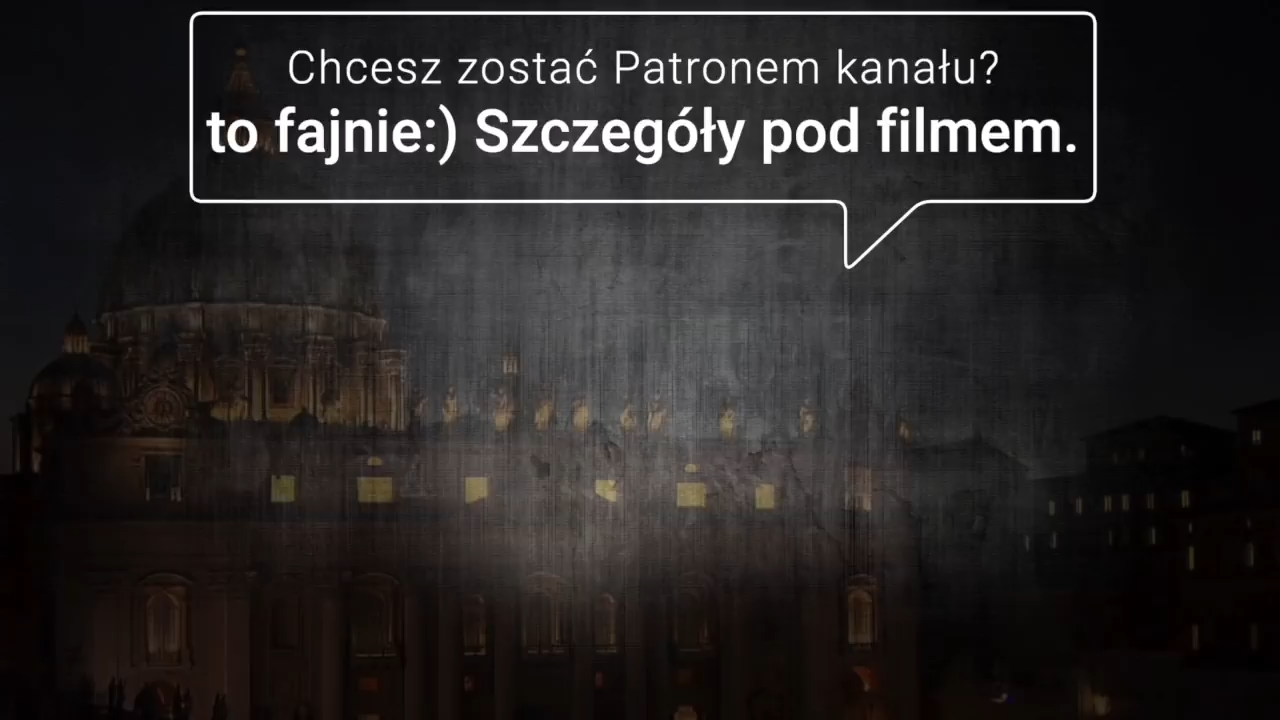 Chcesz zostać Patronem kanału?
to fajnie:) Szczegóły pod filmem.